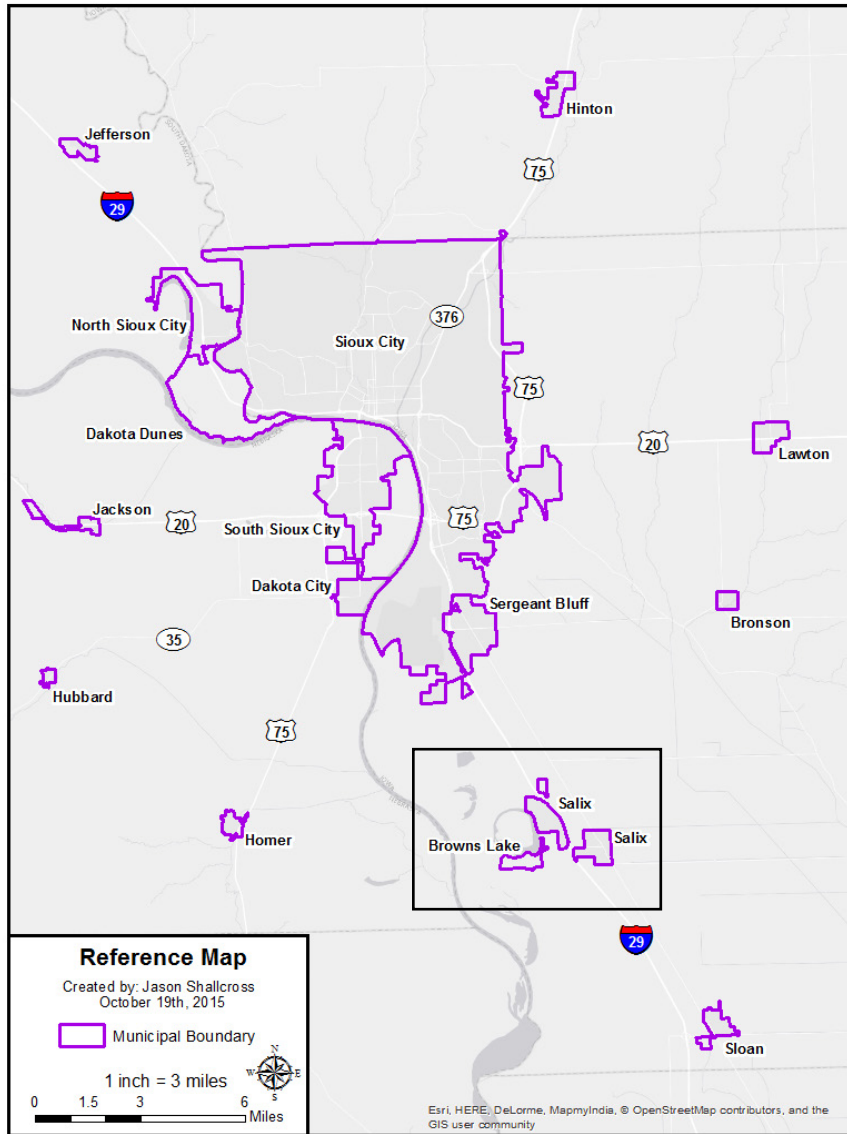 Hinton
Jefferson
SOUTH DAKOTA
75
29
North Sioux City
376
Sioux City
75
Dakota Dunes
20
Lawton
Jackson
20
South Sioux City
75
Dakota City
Sergeant Bluff
Bronson
35
Hubbard
75
Salix
Homer
Browns Lake
Salix
29
Sloan
Reference Map
Created by: Jason Shallcross
October 19th, 2015
Municipal Boundary
N
W E
S
1 inch = 3 miles
0 1.5 3 6
Miles
Esri, HERE, DeLorme, MapmyIndia, © OpenStreetMap contributors, and the
GIS user community